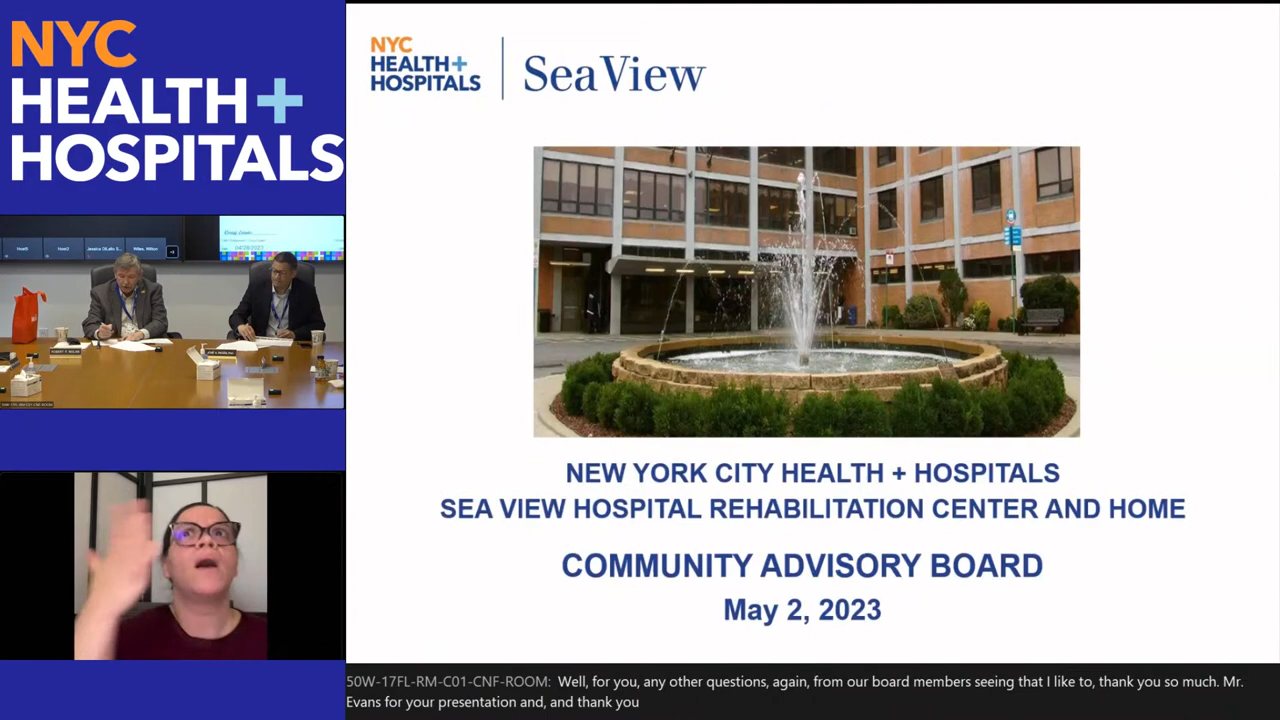 NYC
HEALTH+
HOSPITALS
NYC
HEALTH+
HOSPITALS
SeaView
Host2
ROBERT F. NOLAN
NEW YORK CITY HEALTH + HOSPITALS
SEA VIEW HOSPITAL REHABILITATION CENTER AND HOME
COMMUNITY ADVISORY BOARD
May 2, 2023
50W-17FL-RM-C01-CNF-ROOM: Well, for you, any other questions, again, from our board members seeing that I like to, thank you so much. Mr.
Evans for your presentation and, and thank you